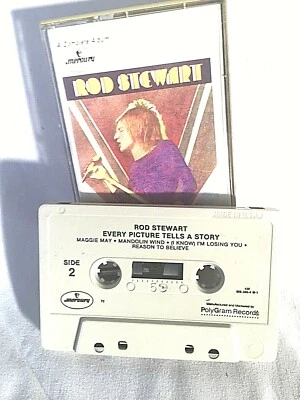 A Complete Album
mercury
ROD STEWART
ROD STEWART
EVERY PICTURE TELLS A STORY
MAGGIE MAY • MANDOLIN WIND • (I KNOW) I'M LOSING YOU •
REASON TO BELIEVE
SIDE
2
mercury
Manufactured and Marketed by
PolyGram Records